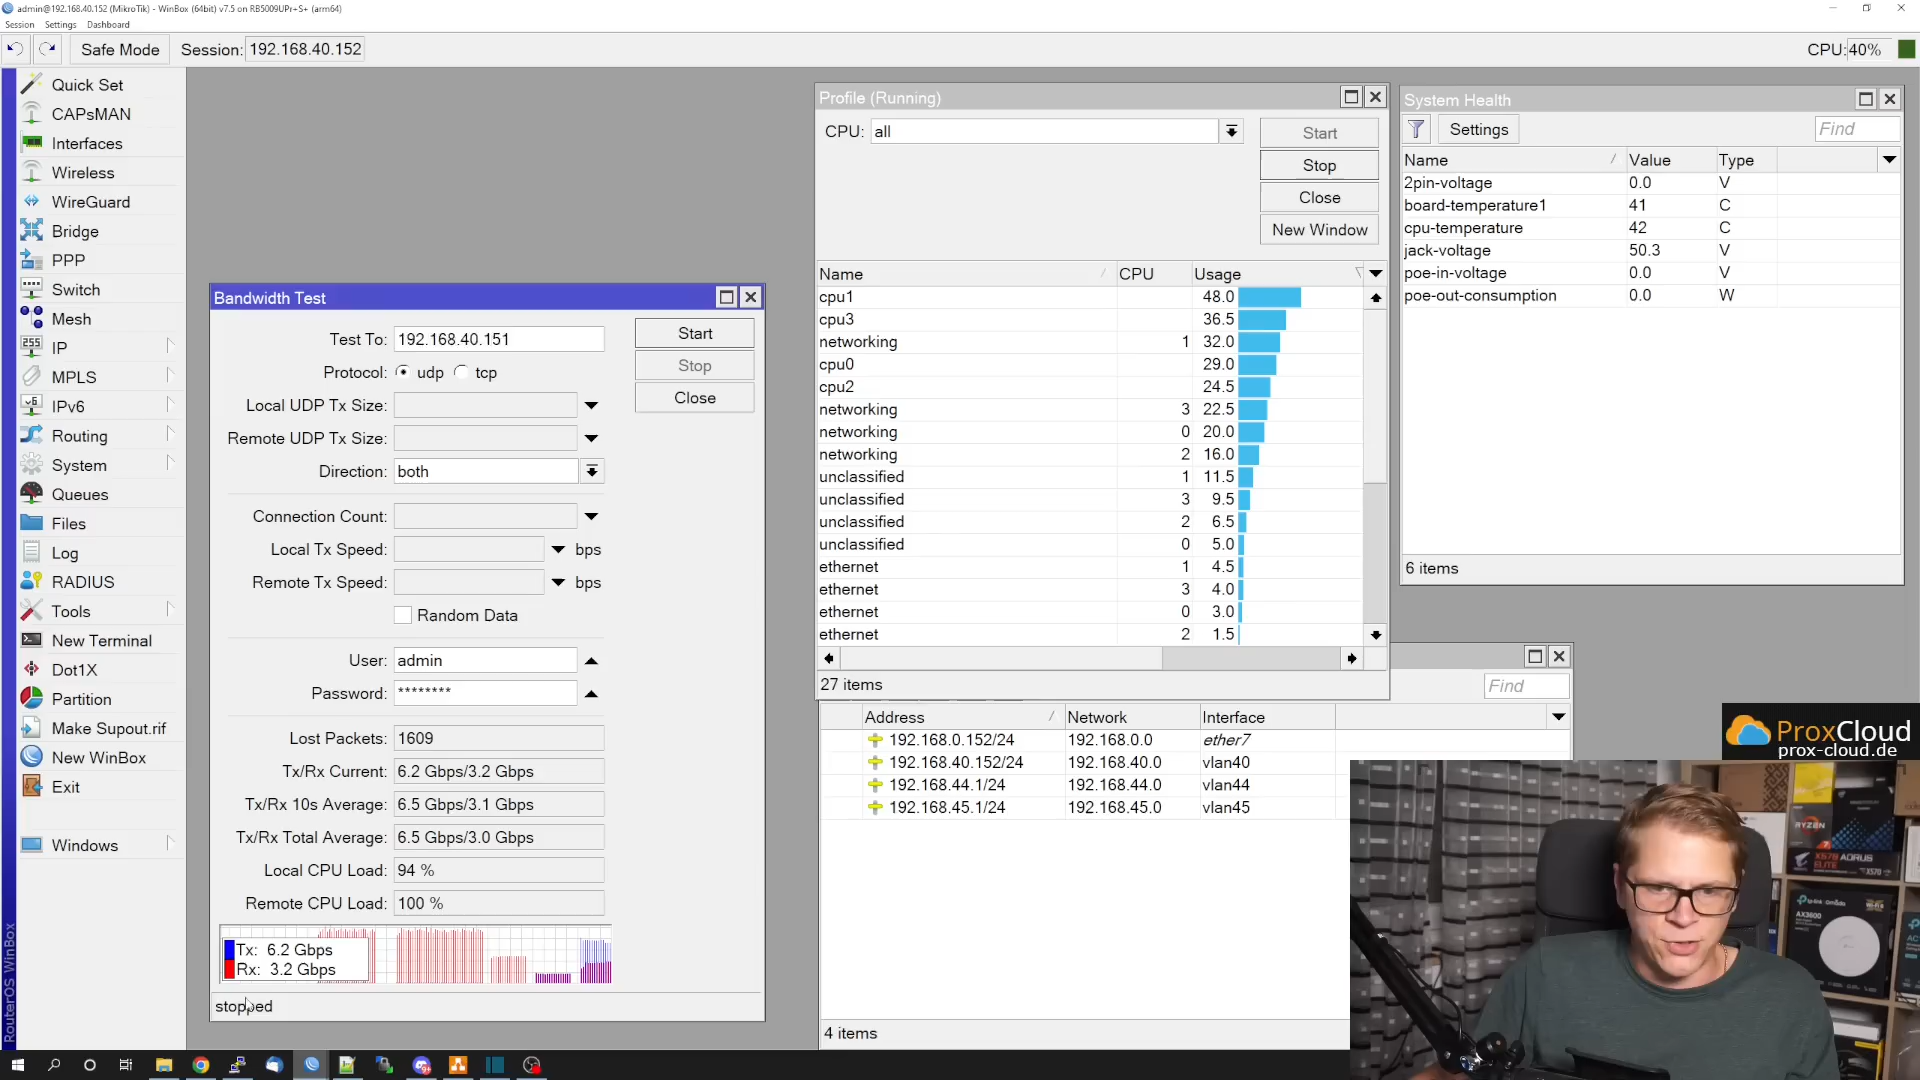 admin@192.168.40.152 (MikroTik) - WinBox (64bit) v7.5 on RB5009UPr+S+ (arm64)
Session Settings Dashboard
Safe Mode Session: 192.168.40.152 CPU: 40%
Quick Set
CAPsMAN
Interfaces
Wireless
WireGuard
Bridge
PPP
Switch
Mesh
IP
MPLS
IPv6
Routing
System
Queues
Files
Log
RADIUS
Tools
New Terminal
Dot1X
Partition
Make Supout.rif
New WinBox
Exit
Windows
RouterOS WinBox
Bandwidth Test
Test To: 192.168.40.151
Protocol: udp tcp
Local UDP Tx Size:
Remote UDP Tx Size:
Direction: both
Connection Count:
Local Tx Speed: bps
Remote Tx Speed: bps
Random Data
User: admin
Password: ********
Lost Packets: 1609
Tx/Rx Current: 6.2 Gbps/3.2 Gbps
Tx/Rx 10s Average: 6.5 Gbps/3.1 Gbps
Tx/Rx Total Average: 6.5 Gbps/3.0 Gbps
Local CPU Load: 94 %
Remote CPU Load: 100 %
Tx: 6.2 Gbps
Rx: 3.2 Gbps
stopped
Start
Stop
Close
Profile (Running)
CPU: all
Start
Stop
Close
New Window
Name CPU Usage
cpu1 48.0
cpu3 36.5
networking 1 32.0
cpu0 29.0
cpu2 24.5
networking 3 22.5
networking 0 20.0
networking 2 16.0
unclassified 1 11.5
unclassified 3 9.5
unclassified 2 6.5
unclassified 0 5.0
ethernet 1 4.5
ethernet 3 4.0
ethernet 0 3.0
ethernet 2 1.5
27 items
System Health
Settings Find
Name Value Type
2pin-voltage 0.0 V
board-temperature1 41 C
cpu-temperature 42 C
jack-voltage 50.3 V
poe-in-voltage 0.0 V
poe-out-consumption 0.0 W
6 items
Find
Address Network Interface
192.168.0.152/24 192.168.0.0 ether7
192.168.40.152/24 192.168.40.0 vlan40
192.168.44.1/24 192.168.44.0 vlan44
192.168.45.1/24 192.168.45.0 vlan45
4 items
ProxCloud
prox-cloud.de
RYZEN
X570 AORUS
ELITE
X570
tp-link omada
AX3600